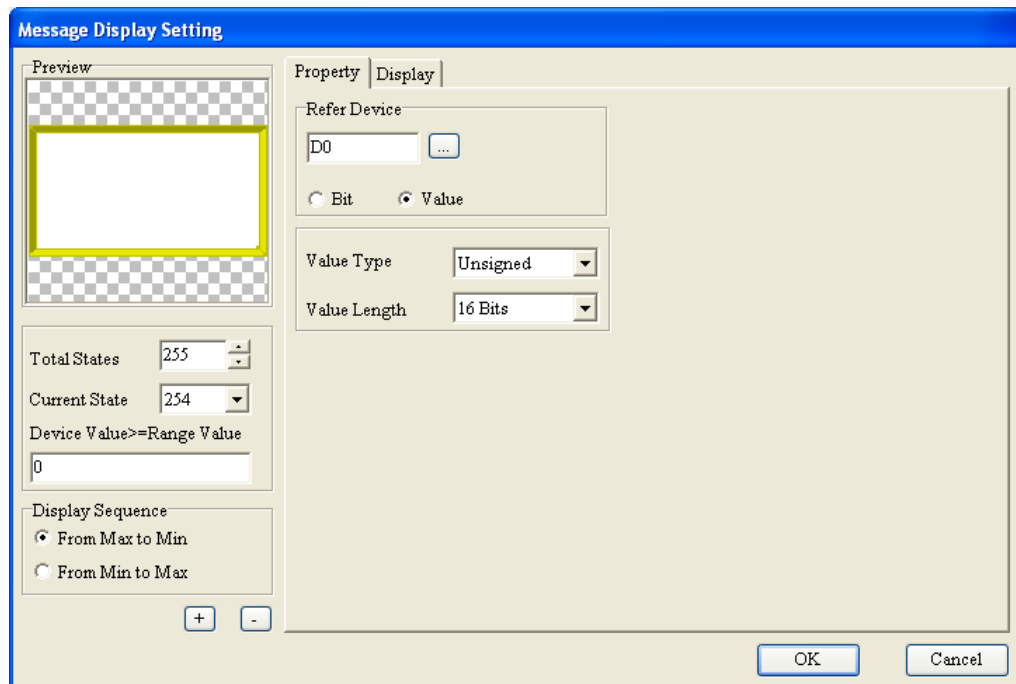 Message Display Setting
Preview
Property
Display
Refer Device
D0
...
Bit
Value
Value Type
Unsigned
Value Length
16 Bits
Total States
255
Current State
254
Device Value>=Range Value
0
Display Sequence
From Max to Min
From Min to Max
+
-
OK
Cancel